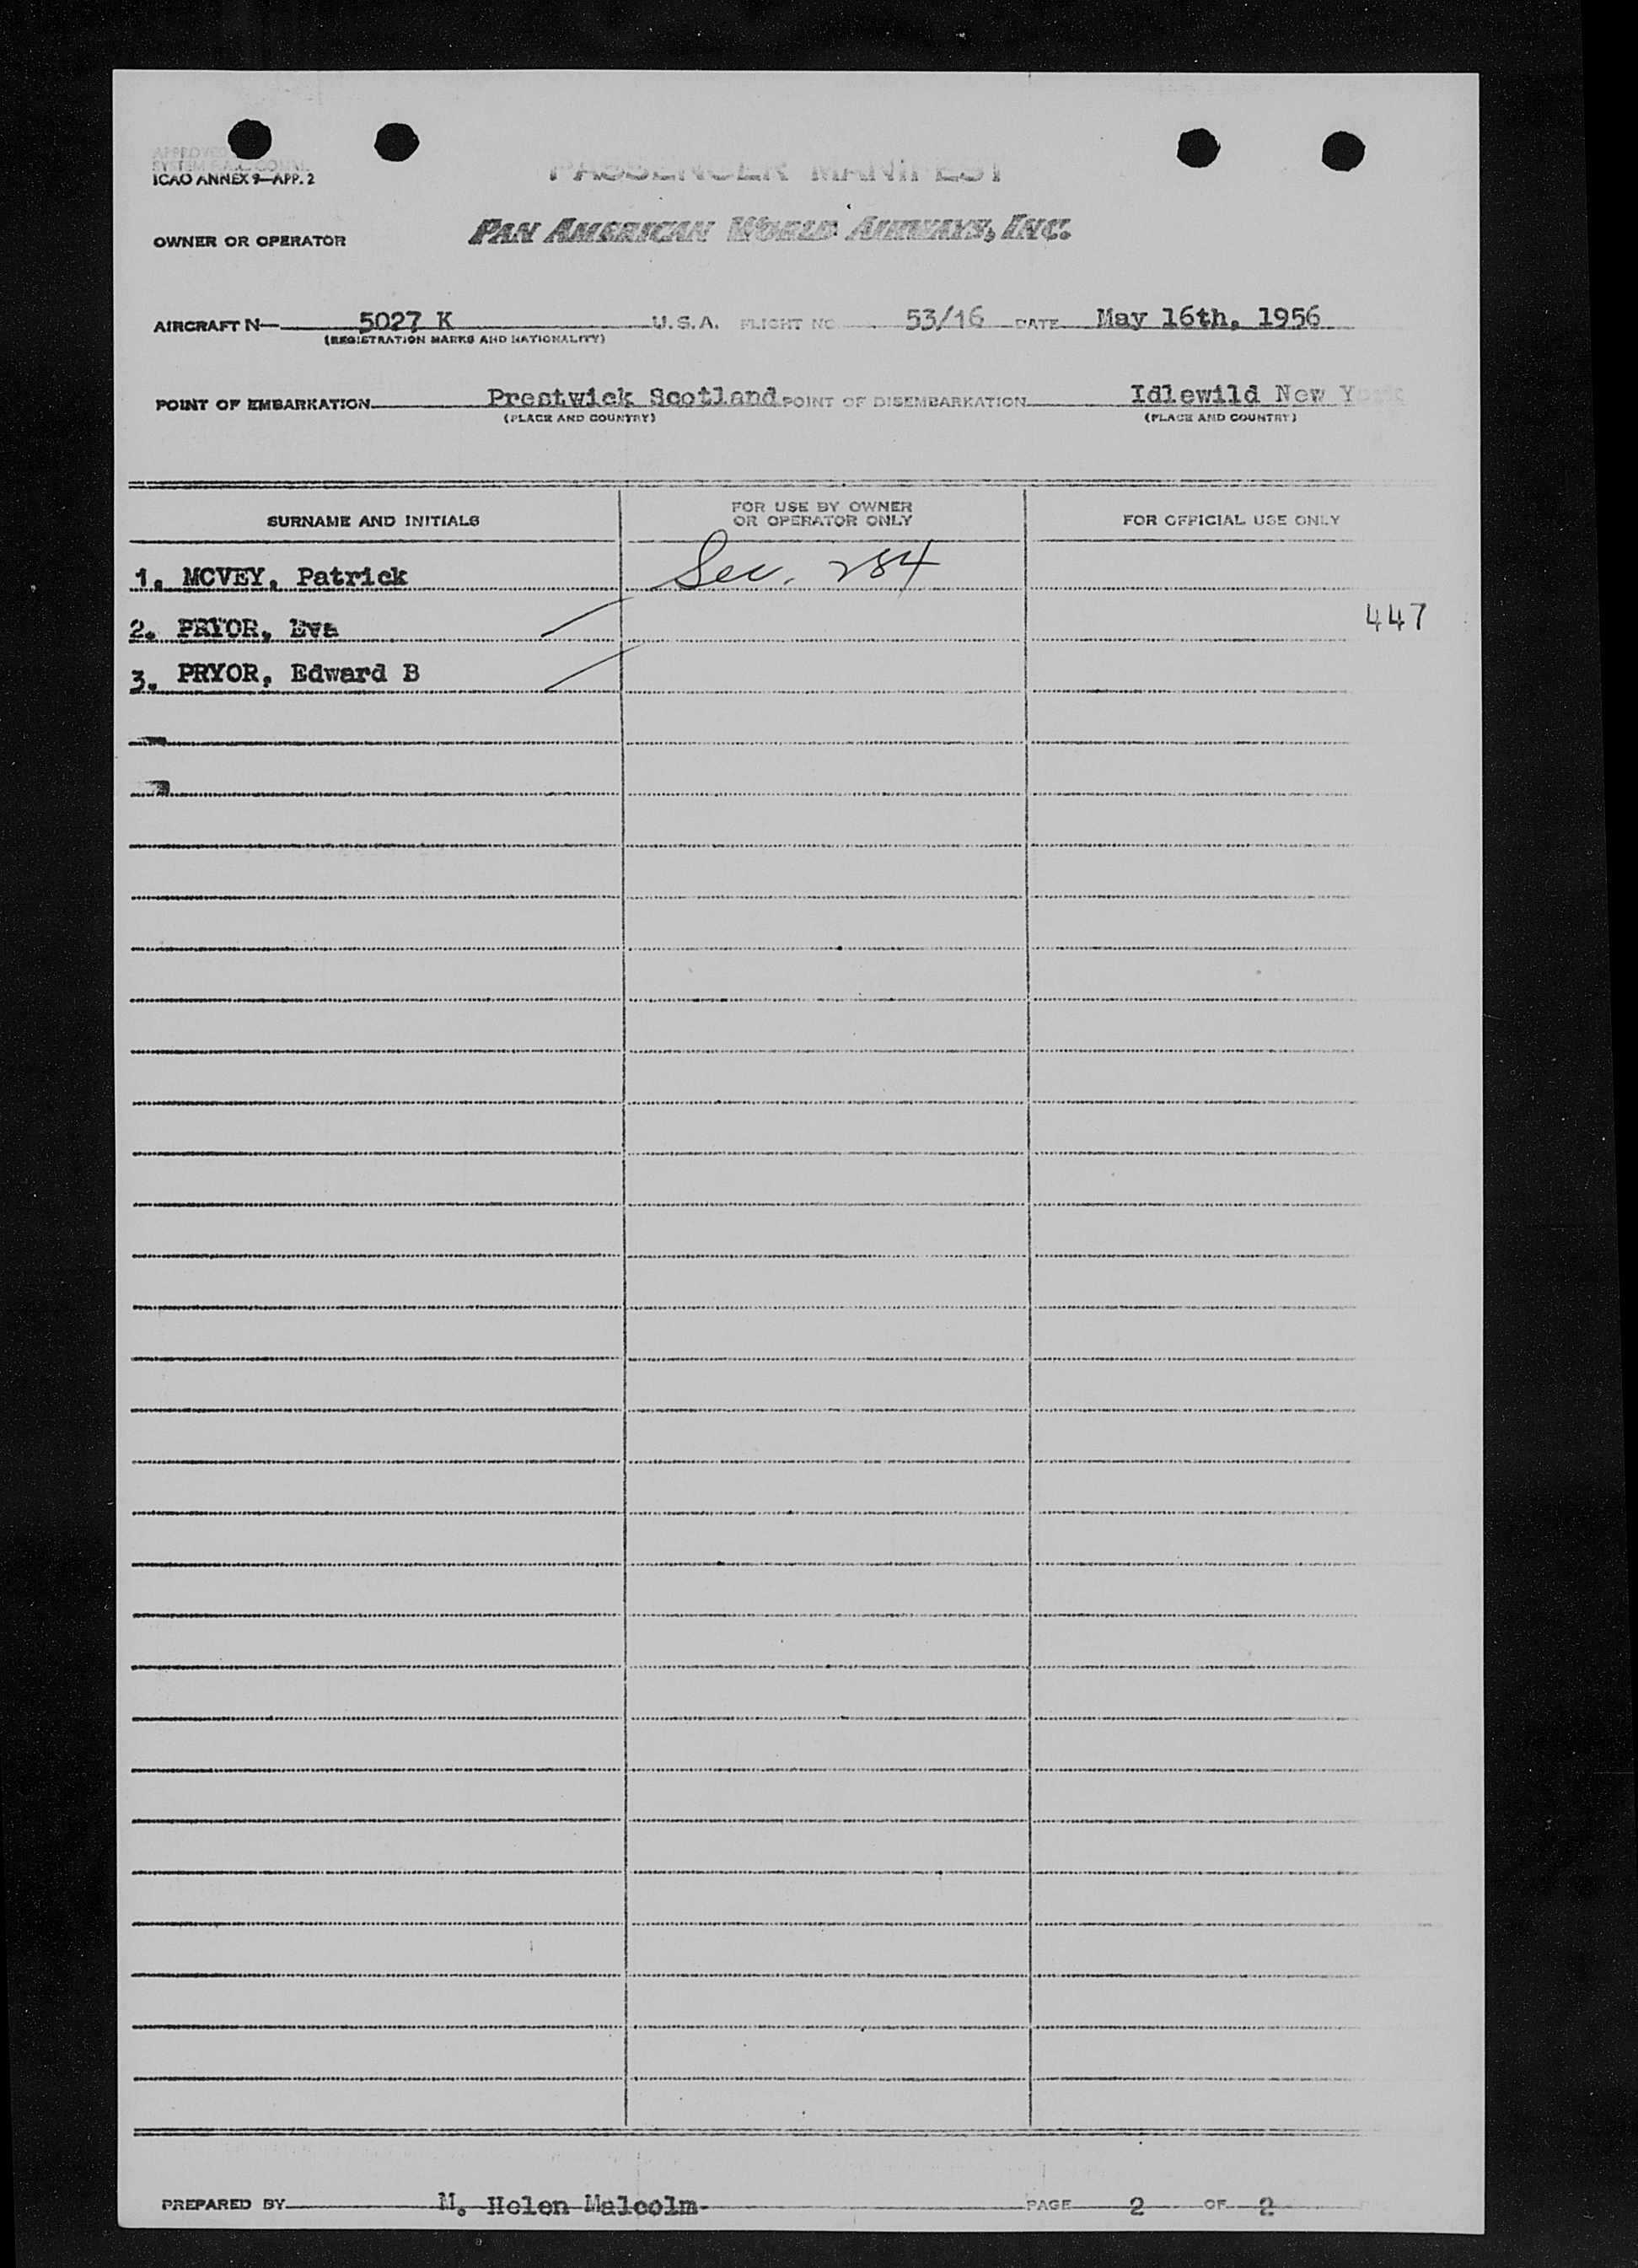 APPROVED
SYSTEM
ICAO ANNEX 9—APP. 2
PASSENGER MANIFEST
OWNER OR OPERATOR PAN AMERICAN WORLD AIRWAYS, INC.
AIRCRAFT N— 5027 K U.S.A. FLIGHT NO. 53/16 DATE May 16th, 1956
(REGISTRATION MARKS AND NATIONALITY)
POINT OF EMBARKATION Prestwick Scotland POINT OF DISEMBARKATION Idlewild New York
(PLACE AND COUNTRY) (PLACE AND COUNTRY)
SURNAME AND INITIALS FOR USE BY OWNER OR OPERATOR ONLY FOR OFFICIAL USE ONLY
1. MCVEY, Patrick Sec. 284
2. PRYOR, Eva 447
3. PRYOR, Edward B
PREPARED BY M. Helen Malcolm PAGE 2 OF 2